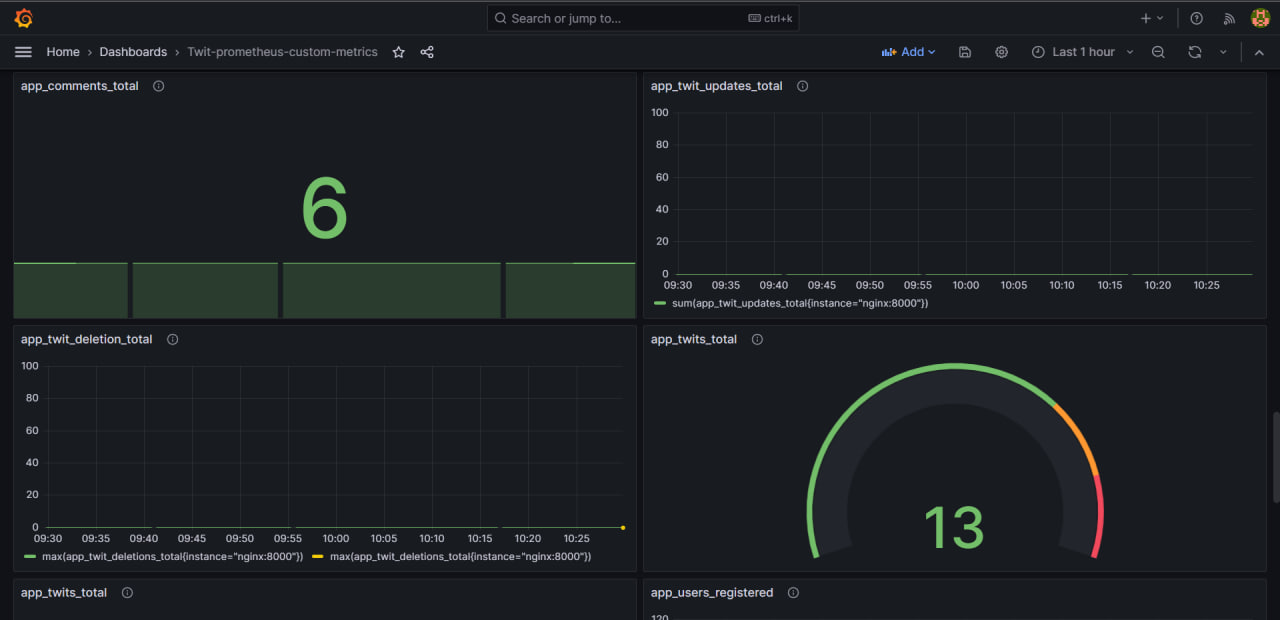 Search or jump to...
ctrl+k
Home › Dashboards › Twit-prometheus-custom-metrics
Add
Last 1 hour
app_comments_total
6
app_twit_updates_total
100
80
60
40
20
0
09:30 09:35 09:40 09:45 09:50 09:55 10:00 10:05 10:10 10:15 10:20 10:25
sum(app_twit_updates_total{instance="nginx:8000"})
app_twit_deletion_total
100
80
60
40
20
0
09:30 09:35 09:40 09:45 09:50 09:55 10:00 10:05 10:10 10:15 10:20 10:25
max(app_twit_deletions_total{instance="nginx:8000"}) max(app_twit_deletions_total{instance="nginx:8000"})
app_twits_total
13
app_twits_total
app_users_registered
120